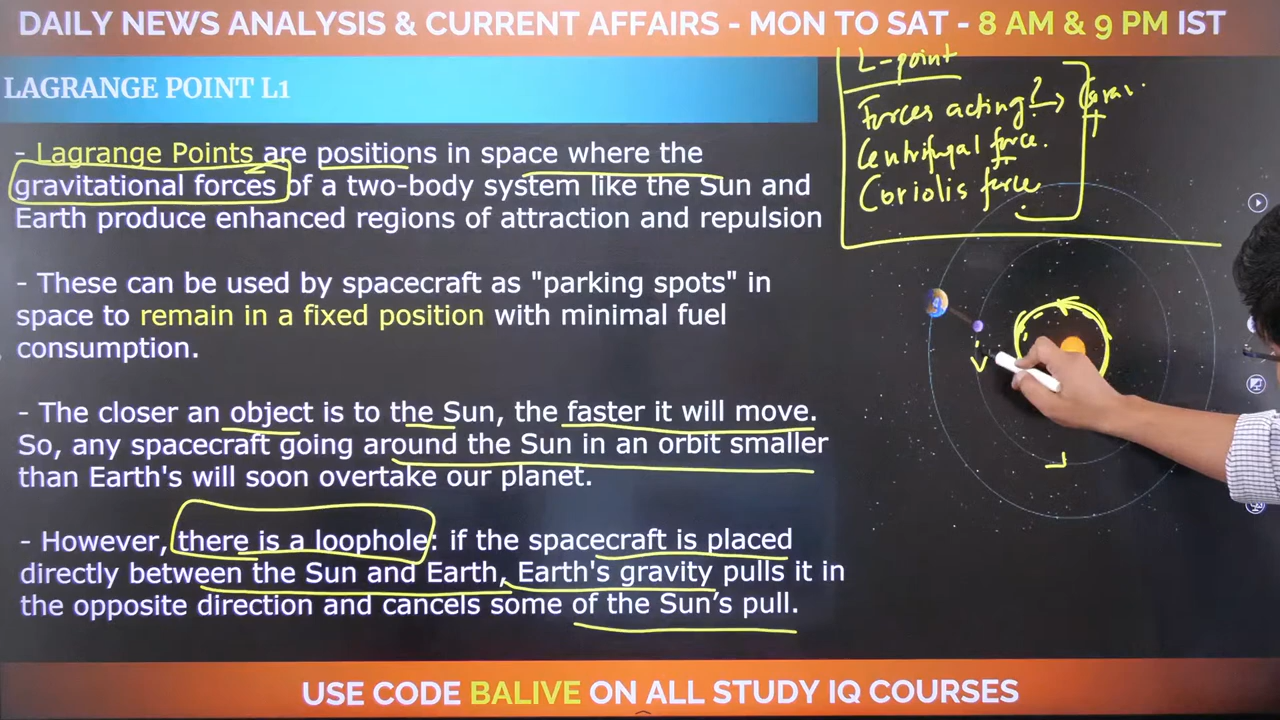 DAILY NEWS ANALYSIS & CURRENT AFFAIRS - MON TO SAT - 8 AM & 9 PM IST
LAGRANGE POINT L1
- Lagrange Points are positions in space where the
gravitational forces of a two-body system like the Sun and
Earth produce enhanced regions of attraction and repulsion
- These can be used by spacecraft as "parking spots" in
space to remain in a fixed position with minimal fuel
consumption.
- The closer an object is to the Sun, the faster it will move.
So, any spacecraft going around the Sun in an orbit smaller
than Earth's will soon overtake our planet.
- However, there is a loophole: if the spacecraft is placed
directly between the Sun and Earth, Earth's gravity pulls it in
the opposite direction and cancels some of the Sun’s pull.
L-point
Forces acting? → Grav.
+
Centrifugal force.
+
Coriolis force
USE CODE BALIVE ON ALL STUDY IQ COURSES